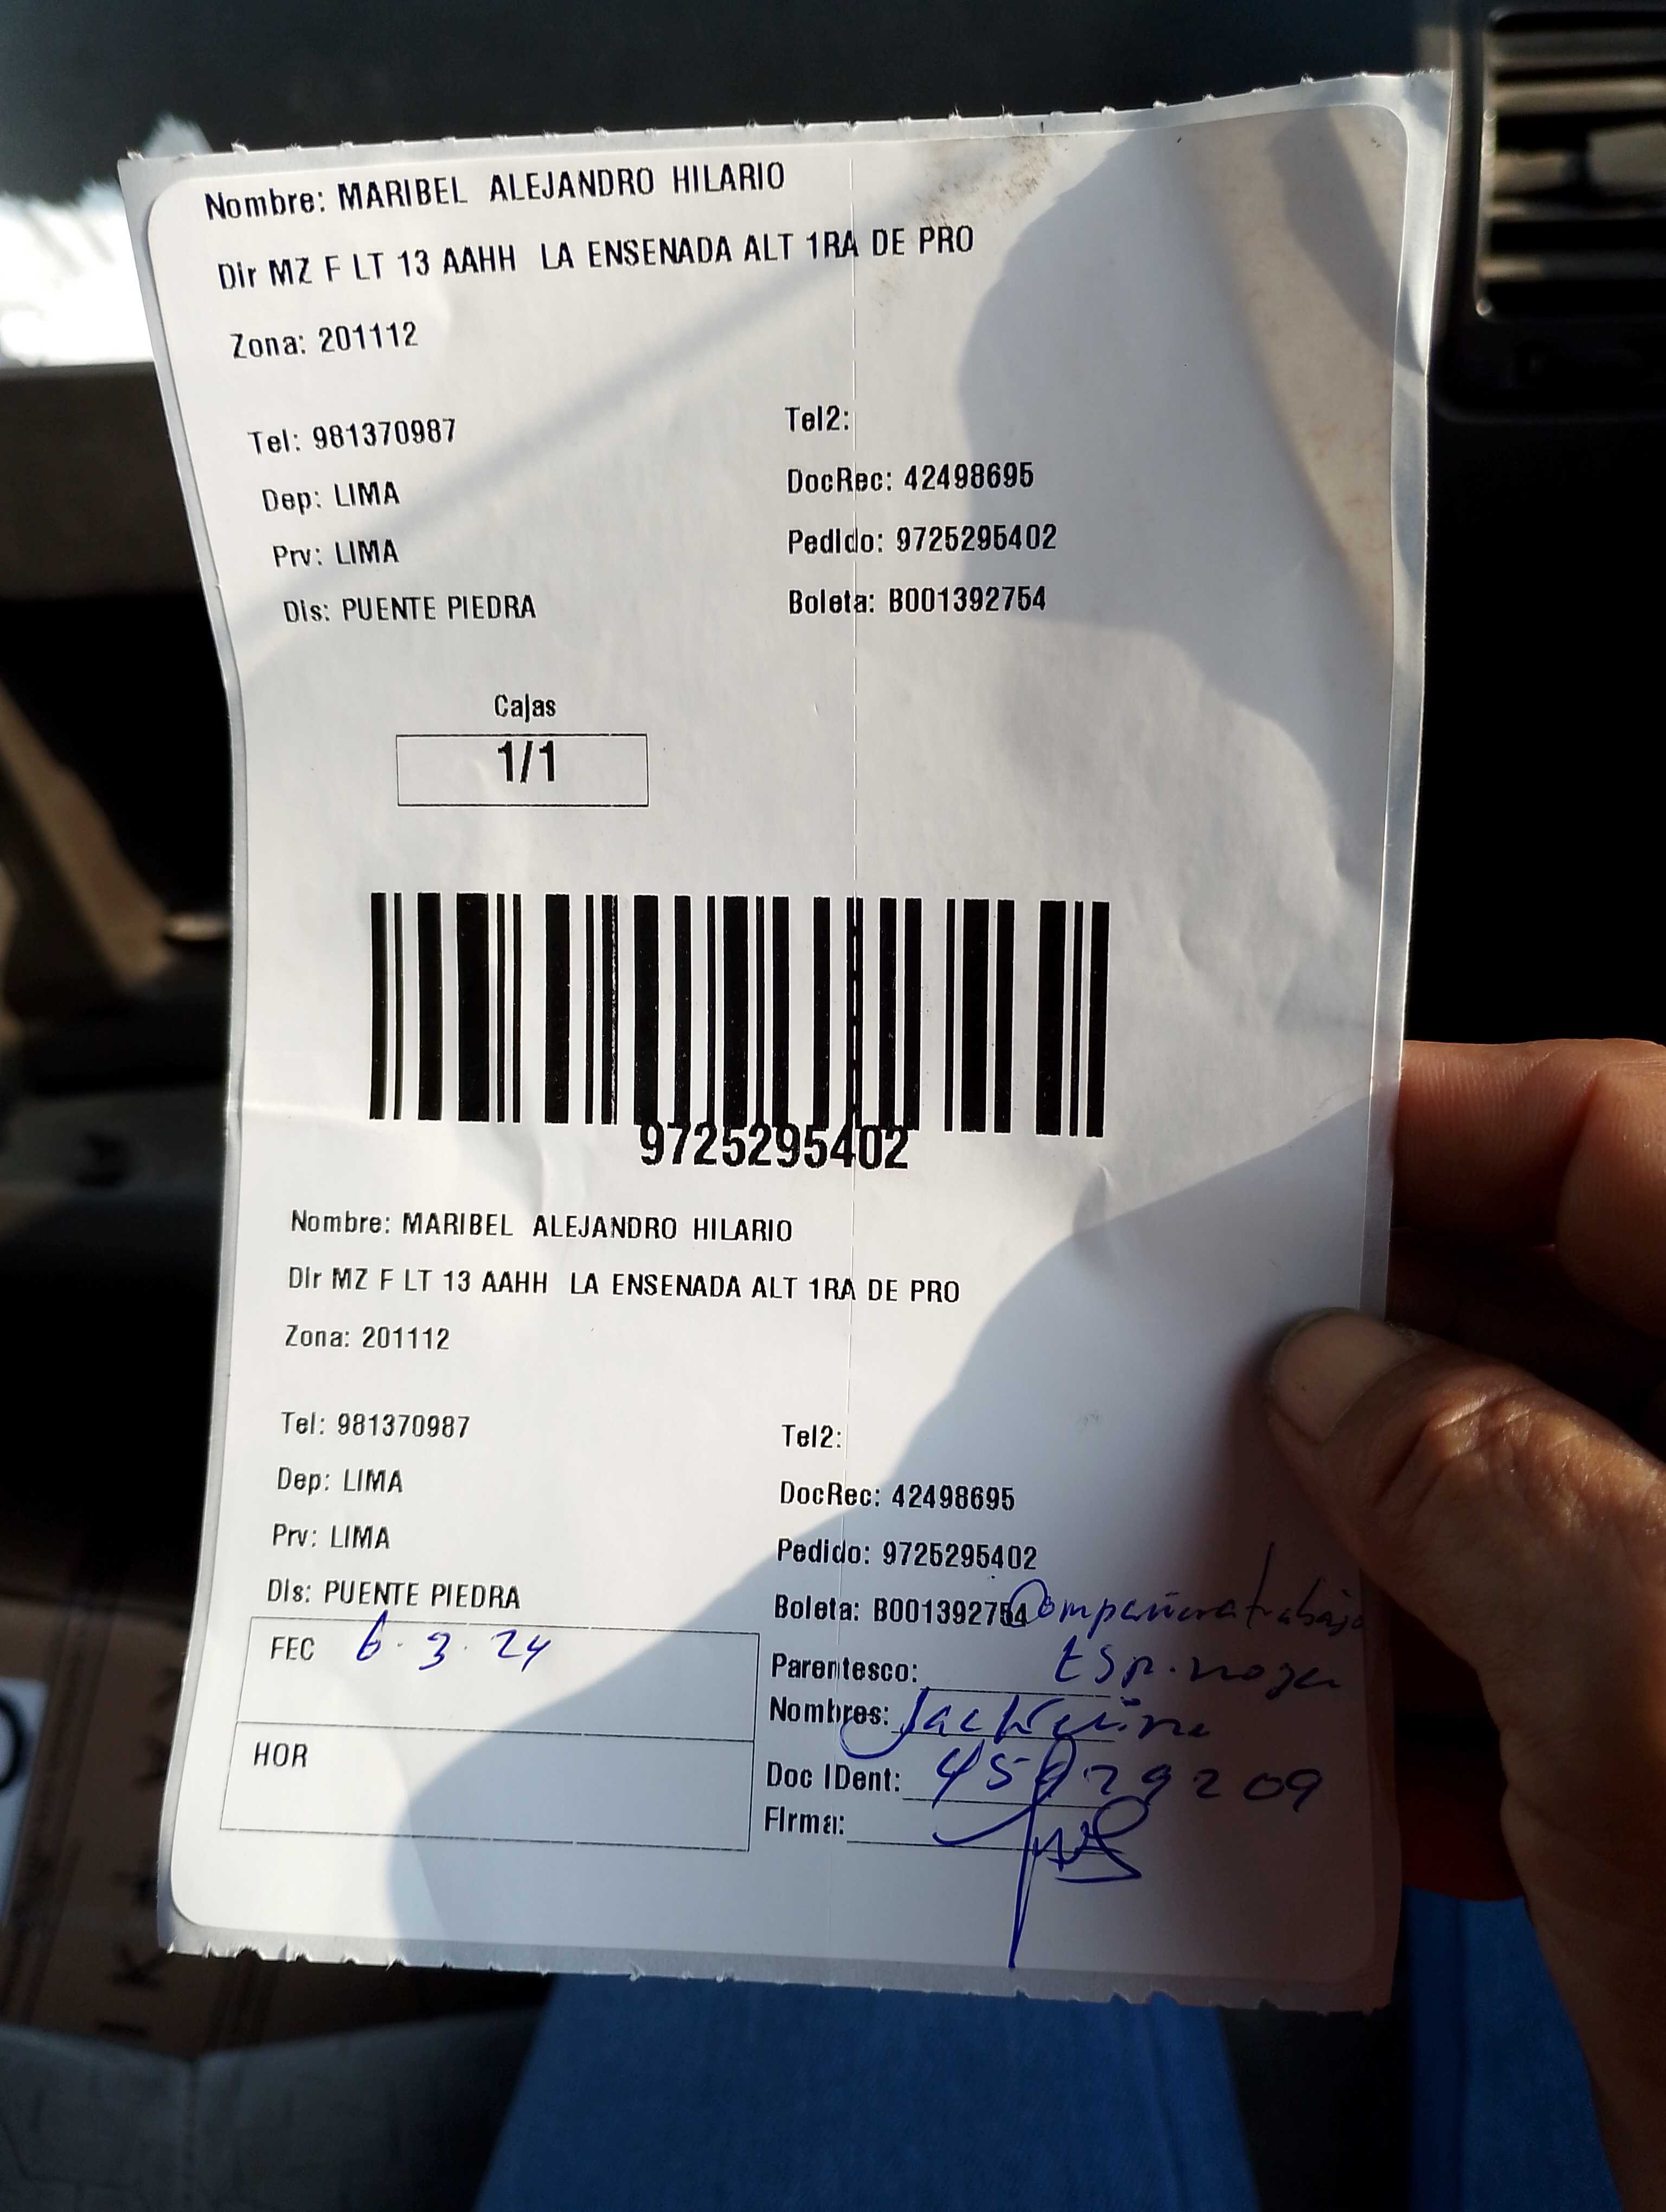 Nombre: MARIBEL ALEJANDRO HILARIO
Dir MZ F LT 13 AAHH LA ENSENADA ALT 1RA DE PRO
Zona: 201112
Tel: 981370987
Tel2:
Dep: LIMA
DocRec: 42498695
Prv: LIMA
Pedido: 9725295402
Dis: PUENTE PIEDRA
Boleta: B001392754
Cajas
1/1
9725295402
Nombre: MARIBEL ALEJANDRO HILARIO
Dir MZ F LT 13 AAHH LA ENSENADA ALT 1RA DE PRO
Zona: 201112
Tel: 981370987
Tel2:
Dep: LIMA
DocRec: 42498695
Prv: LIMA
Pedido: 9725295402
Dis: PUENTE PIEDRA
Boleta: B001392754 Compañera trabajo
FEC 6.3.24
Parentesco:
Nombres:
HOR
Doc IDent:
Firma: